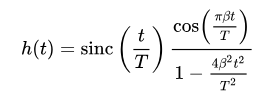 h(t) = sinc(t/T) cos(πβt/T) / (1 − 4β²t²/T²)